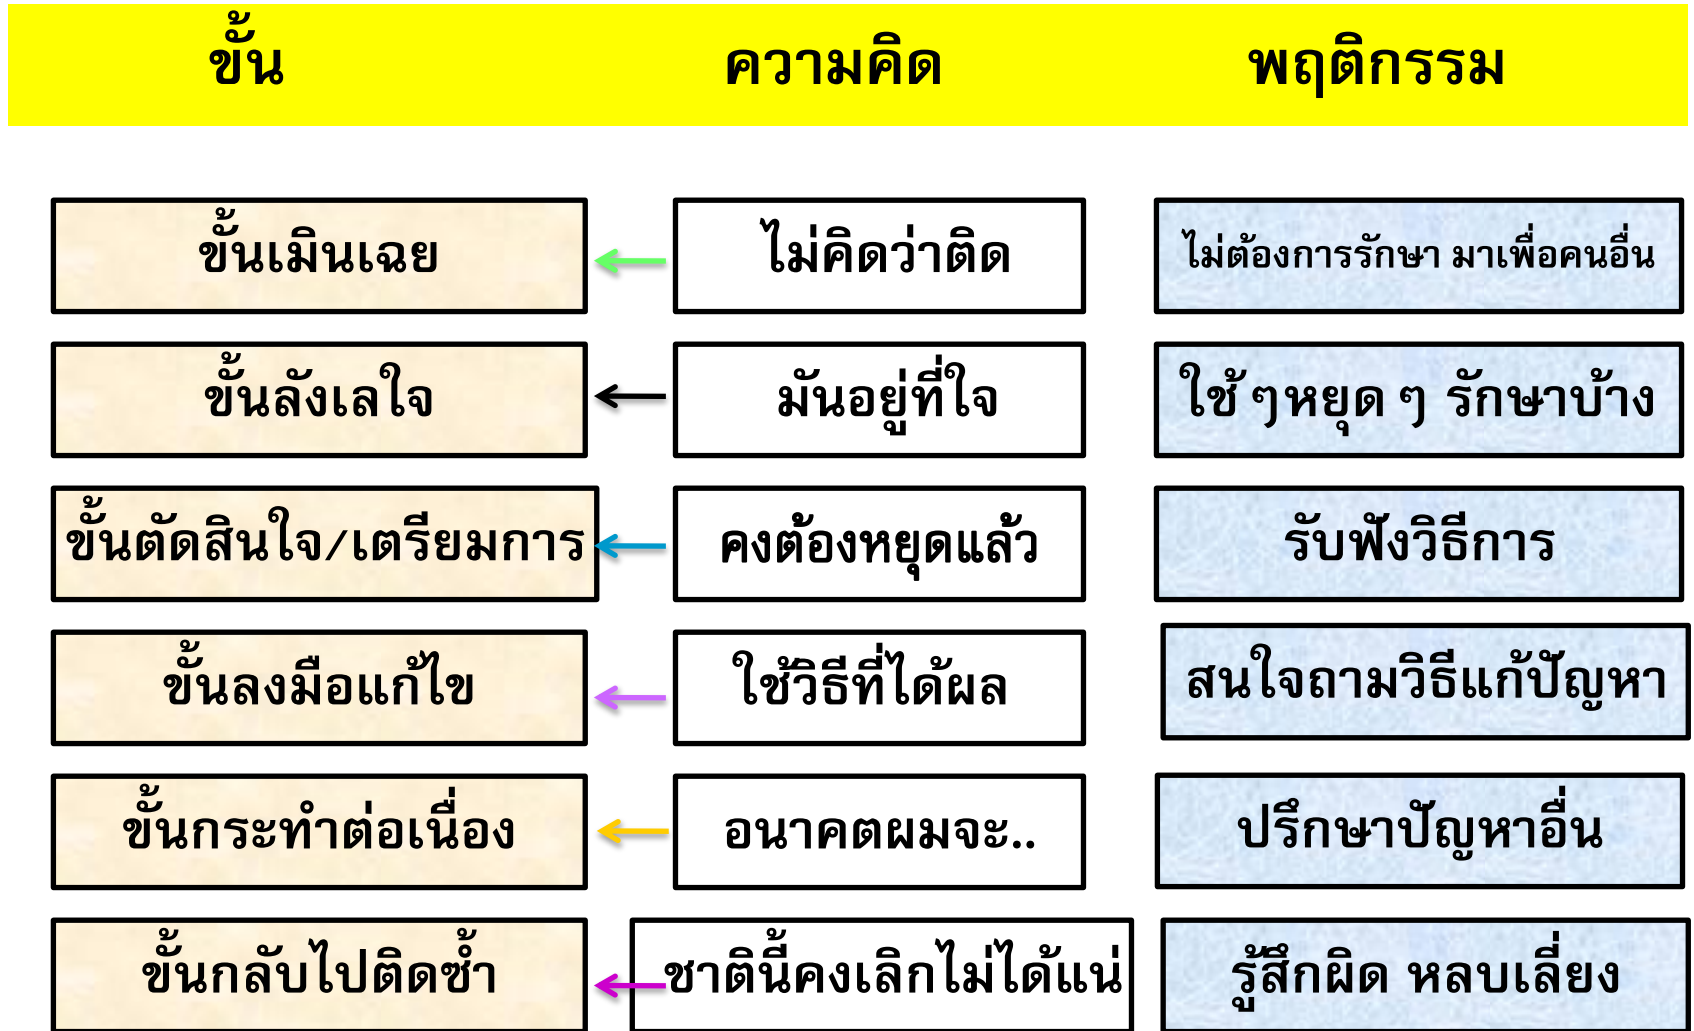 ขั้น ความคิด พฤติกรรม
ขั้นเมินเฉย ไม่คิดว่าติด ไม่ต้องการรักษา มาเพื่อคนอื่น
ขั้นลังเลใจ มันอยู่ที่ใจ ใช้ ๆหยุด ๆ รักษาบ้าง
ขั้นตัดสินใจ/เตรียมการ คงต้องหยุดแล้ว รับฟังวิธีการ
ขั้นลงมือแก้ไข ใช้วิธีที่ได้ผล สนใจถามวิธีแก้ปัญหา
ขั้นกระทำต่อเนื่อง อนาคตผมจะ.. ปรึกษาปัญหาอื่น
ขั้นกลับไปติดซ้ำ ชาตินี้คงเลิกไม่ได้แน่ รู้สึกผิด หลบเลี่ยง